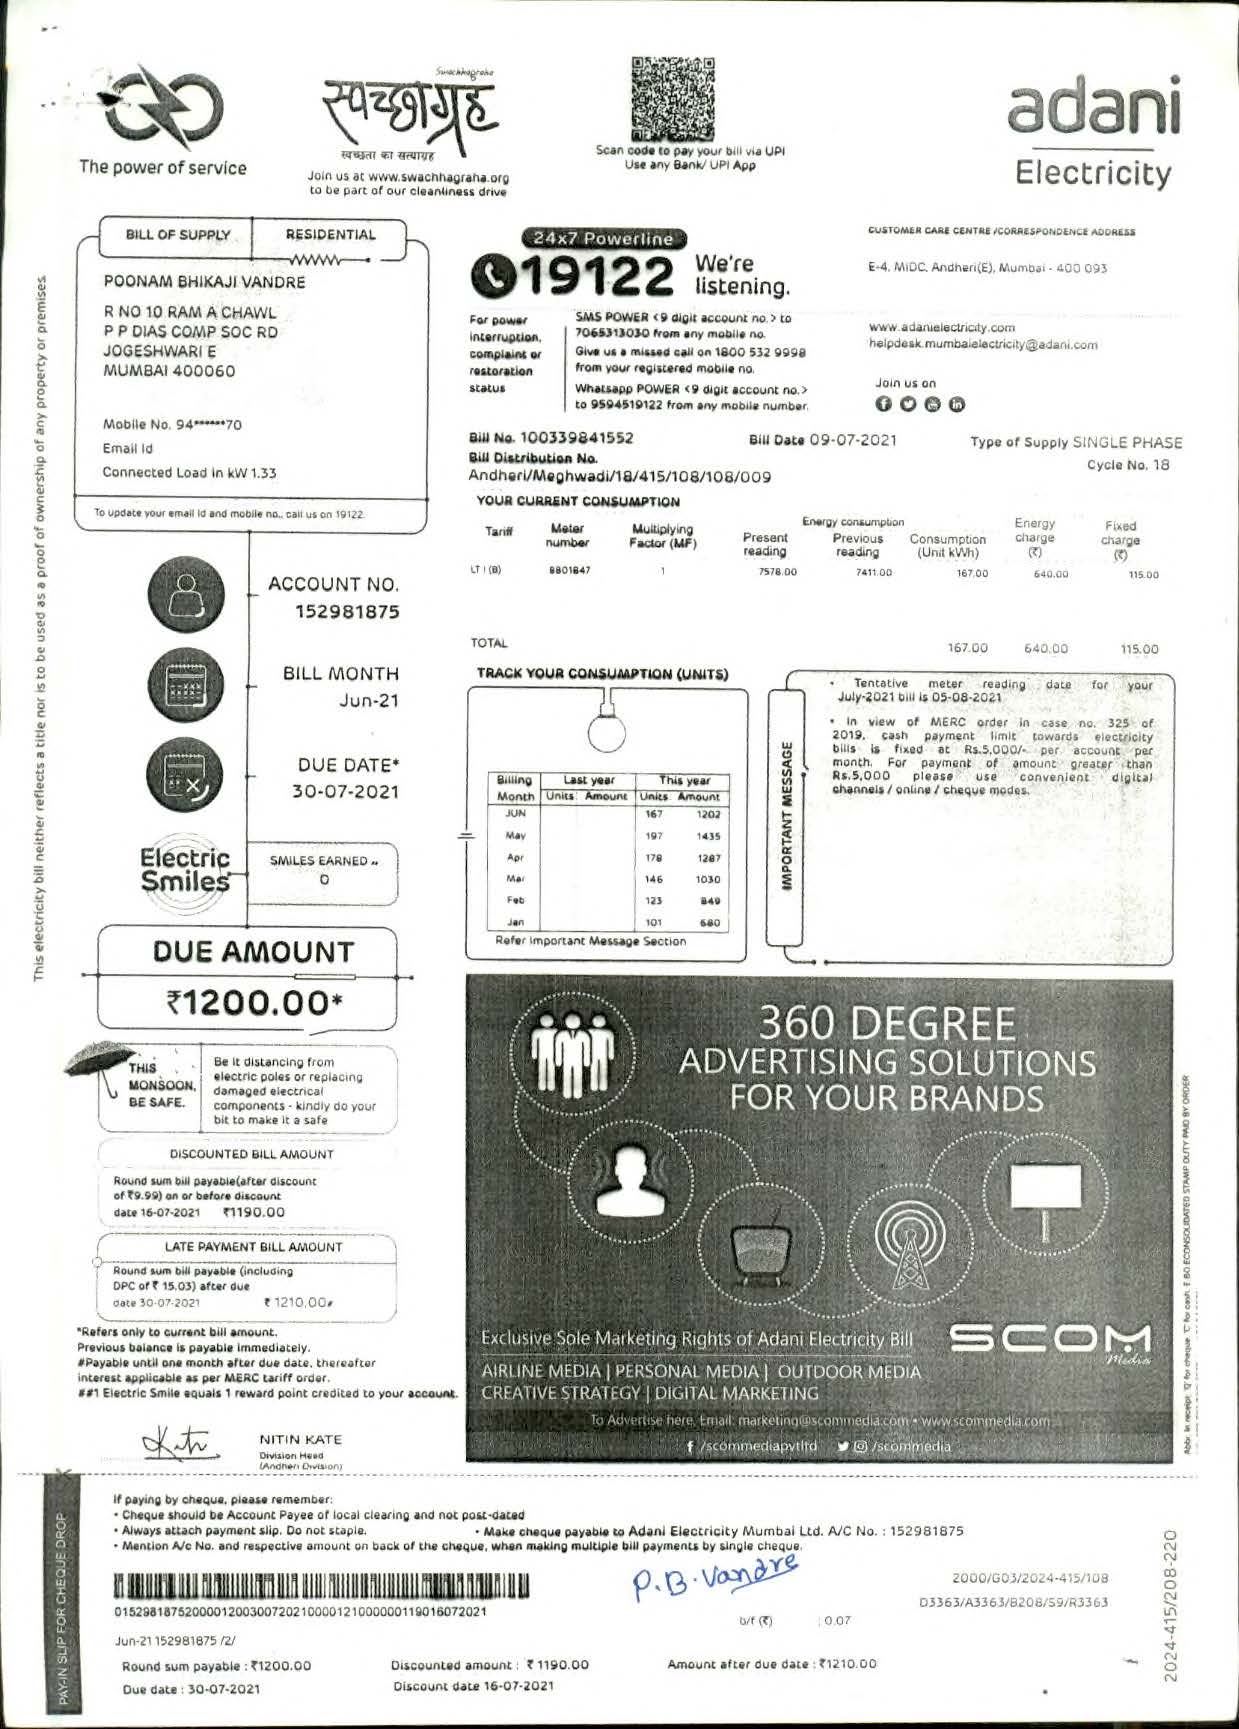 The power of service
Swachhagraha
स्वच्छाग्रह
स्वच्छता का सत्याग्रह
Join us at www.swachhagraha.org
to be part of our cleanliness drive
Scan code to pay your bill via UPI
Use any Bank/ UPI App
adani
Electricity
BILL OF SUPPLY RESIDENTIAL
POONAM BHIKAJI VANDRE
R NO 10 RAM A CHAWL
P P DIAS COMP SOC RD
JOGESHWARI E
MUMBAI 400060
Mobile No. 94******70
Email Id
Connected Load in kW 1.33
To update your email id and mobile no., call us on 19122.
24x7 Powerline
19122 We're
listening.
For power
interruption,
complaint or
restoration
status
SMS POWER <9 digit account no.> to
7065313030 from any mobile no.
Give us a missed call on 1800 532 9998
from your registered mobile no.
Whatsapp POWER <9 digit account no.>
to 9594519122 from any mobile number.
CUSTOMER CARE CENTRE /CORRESPONDENCE ADDRESS
E-4, MIDC, Andheri(E), Mumbai - 400 093
www.adanielectricity.com
helpdesk.mumbaielectricity@adani.com
Join us on
Bill No. 100339841552 Bill Date 09-07-2021 Type of Supply SINGLE PHASE
Bill Distribution No. Cycle No. 18
Andheri/Meghwadi/18/415/108/108/009
YOUR CURRENT CONSUMPTION
Tariff Meter number Multiplying Factor (MF) Energy consumption Present reading Previous reading Consumption (Unit kWh) Energy charge (₹) Fixed charge (₹)
LT I (B) 8801847 1 7578.00 7411.00 167.00 640.00 115.00
TOTAL 167.00 640.00 115.00
ACCOUNT NO.
152981875
BILL MONTH
Jun-21
DUE DATE*
30-07-2021
Electric
Smiles
SMILES EARNED ##
0
DUE AMOUNT
₹1200.00*
TRACK YOUR CONSUMPTION (UNITS)
Billing Last year This year
Month Units Amount Units Amount
JUN 167 1202
May 197 1435
Apr 178 1287
Mar 146 1030
Feb 123 849
Jan 101 680
Refer Important Message Section
IMPORTANT MESSAGE
• Tentative meter reading date for your
July-2021 bill is 05-08-2021
• In view of MERC order in case no. 325 of
2019, cash payment limit towards electricity
bills is fixed at Rs.5,000/- per account per
month. For payment of amount greater than
Rs.5,000 please use convenient digital
channels / online / cheque modes.
THIS
MONSOON,
BE SAFE.
Be it distancing from
electric poles or replacing
damaged electrical
components - kindly do your
bit to make it a safe
DISCOUNTED BILL AMOUNT
Round sum bill payable(after discount
of ₹9.99) on or before discount
date 16-07-2021 ₹1190.00
LATE PAYMENT BILL AMOUNT
Round sum bill payable (including
DPC of ₹ 15.03) after due
date 30-07-2021 ₹ 1210.00#
*Refers only to current bill amount.
Previous balance is payable immediately.
#Payable until one month after due date, thereafter
interest applicable as per MERC tariff order.
##1 Electric Smile equals 1 reward point credited to your account.
NITIN KATE
Division Head
(Andheri Division)
360 DEGREE
ADVERTISING SOLUTIONS
FOR YOUR BRANDS
Exclusive Sole Marketing Rights of Adani Electricity Bill
SCOM
Media
AIRLINE MEDIA | PERSONAL MEDIA | OUTDOOR MEDIA
CREATIVE STRATEGY | DIGITAL MARKETING
To Advertise here, Email: marketing@scommedia.com • www.scommedia.com
/scommediapvtltd /scommedia
This electricity bill neither reflects a title nor is to be used as a proof of ownership of any property or premises
Abbr. in receipt. 'Q' for cheque. 'C' for cash. CONSOLIDATED STAMP DUTY PAID BY ORDER
PAY-IN SLIP FOR CHEQUE DROP
If paying by cheque, please remember:
• Cheque should be Account Payee of local clearing and not post-dated
• Always attach payment slip. Do not staple. • Make cheque payable to Adani Electricity Mumbai Ltd. A/C No. : 152981875
• Mention A/c No. and respective amount on back of the cheque, when making multiple bill payments by single cheque.
P.B. Vandre
2000/G03/2024-415/108
D3363/A3363/B208/S9/R3363
b/f (₹) : 0.07
Jun-21 152981875 /2/
Round sum payable : ₹1200.00 Discounted amount : ₹ 1190.00 Amount after due date : ₹1210.00
Due date : 30-07-2021 Discount date 16-07-2021
2024-415/208-220